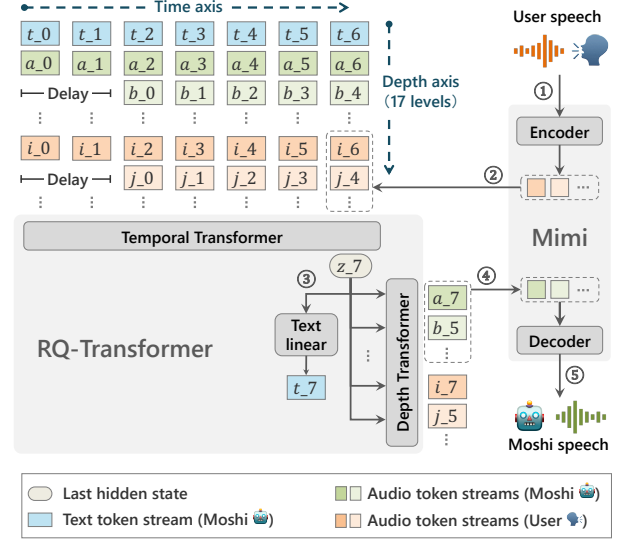 Time axis
User speech
t_0 t_1 t_2 t_3 t_4 t_5 t_6
a_0 a_1 a_2 a_3 a_4 a_5 a_6
Depth axis
(17 levels)
Delay b_0 b_1 b_2 b_3 b_4
①
Encoder
i_0 i_1 i_2 i_3 i_4 i_5 i_6
Delay j_0 j_1 j_2 j_3 j_4
②
Mimi
Temporal Transformer
z_7
③
④
Text
linear
Depth Transformer
a_7
b_5
RQ-Transformer
Decoder
t_7
i_7
j_5
⑤
Moshi speech
Last hidden state
Audio token streams (Moshi )
Text token stream (Moshi )
Audio token streams (User )